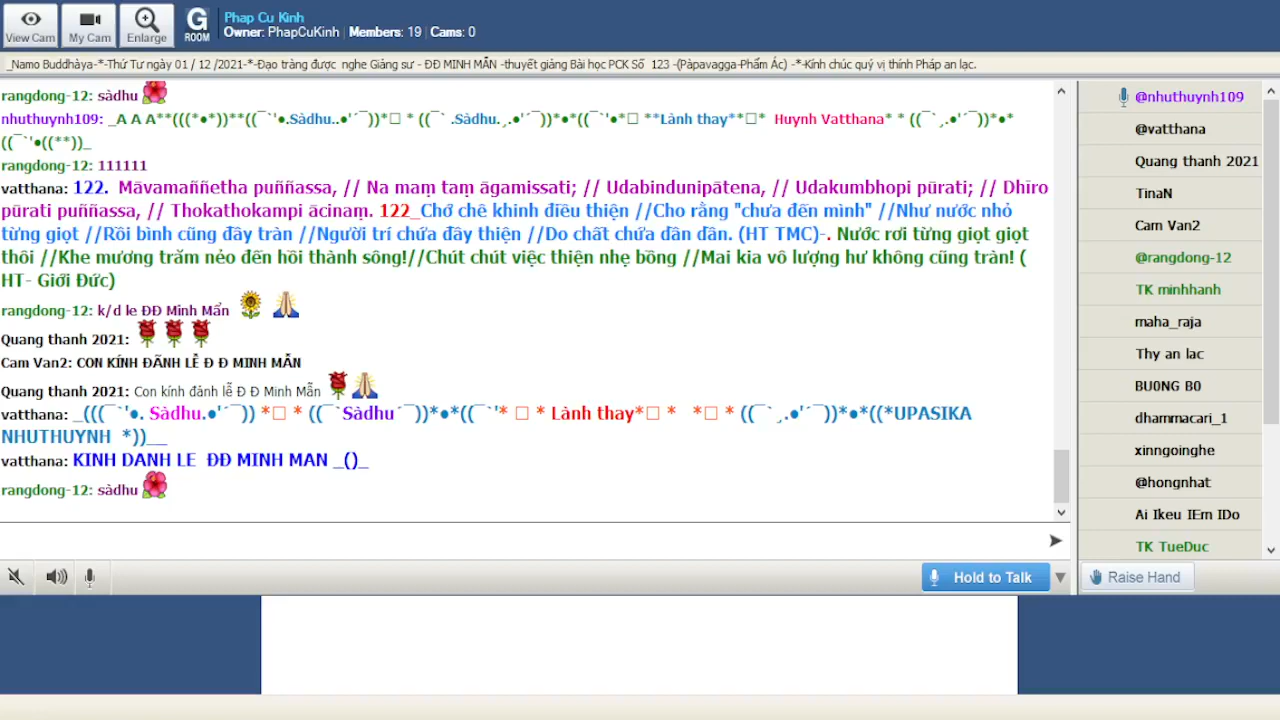 View Cam
My Cam
Enlarge
G
ROOM
Phap Cu Kinh
Owner: PhapCuKinh | Members: 19 | Cams: 0
_Namo Buddhàya-*-Thứ Tư ngày 01 / 12 /2021-*-Đạo tràng được nghe Giáng sư - ĐĐ MINH MẪN -thuyết giảng Bài học PCK Số 123 -(Pàpavagga-Phẩm Ác) -*-Kính chúc quý vị thính Pháp an lạc.
rangdong-12: sàdhu
nhuthuynh109: _A A A**(((*●*))**((¯`'●.Sàdhu..●'´¯))*□ * ((¯` .Sàdhu.¸.●'´¯))*●*((¯`'●*□ **Lành thay**□* Huynh Vatthana* * ((¯`¸.●'´¯))*●*
((¯`'●((**))_
rangdong-12: 111111
vatthana: 122. Māvamaññetha puññassa, // Na maṃ taṃ āgamissati; // Udabindunipātena, // Udakumbhopi pūrati; // Dhīro
pūrati puññassa, // Thokathokampi ācinaṃ. 122_Chớ chê khinh điều thiện //Cho rằng "chưa đến mình" //Như nước nhỏ
từng giọt //Rồi bình cũng đầy tràn //Người trí chứa đầy thiện //Do chất chứa dần dần. (HT TMC)-. Nước rơi từng giọt giọt
thôi //Khe mương trăm nẻo đến hồi thành sông!//Chút chút việc thiện nhẹ bồng //Mai kia vô lượng hư không cũng tràn! (
HT- Giới Đức)
rangdong-12: k/d le ĐĐ Minh Mẩn
Quang thanh 2021:
Cam Van2: CON KÍNH ĐÃNH LỄ Đ Đ MINH MẪN
Quang thanh 2021: Con kính đảnh lễ Đ Đ Minh Mẫn
vatthana: _(((¯`'●. Sàdhu.●'´¯)) *□ * ((¯`Sàdhu´¯))*●*((¯`'* □ * Lành thay*□ * *□ * ((¯`¸.●'´¯))*●*((*UPASIKA
NHUTHUYNH *))__
vatthana: KINH DANH LE ĐĐ MINH MAN _()_
rangdong-12: sàdhu
@nhuthuynh109
@vatthana
Quang thanh 2021
TinaN
Cam Van2
@rangdong-12
TK minhhanh
maha_raja
Thy an lac
BU0NG B0
dhammacari_1
xinngoinghe
@hongnhat
Ai Ikeu IEm IDo
TK TueDuc
Hold to Talk
Raise Hand